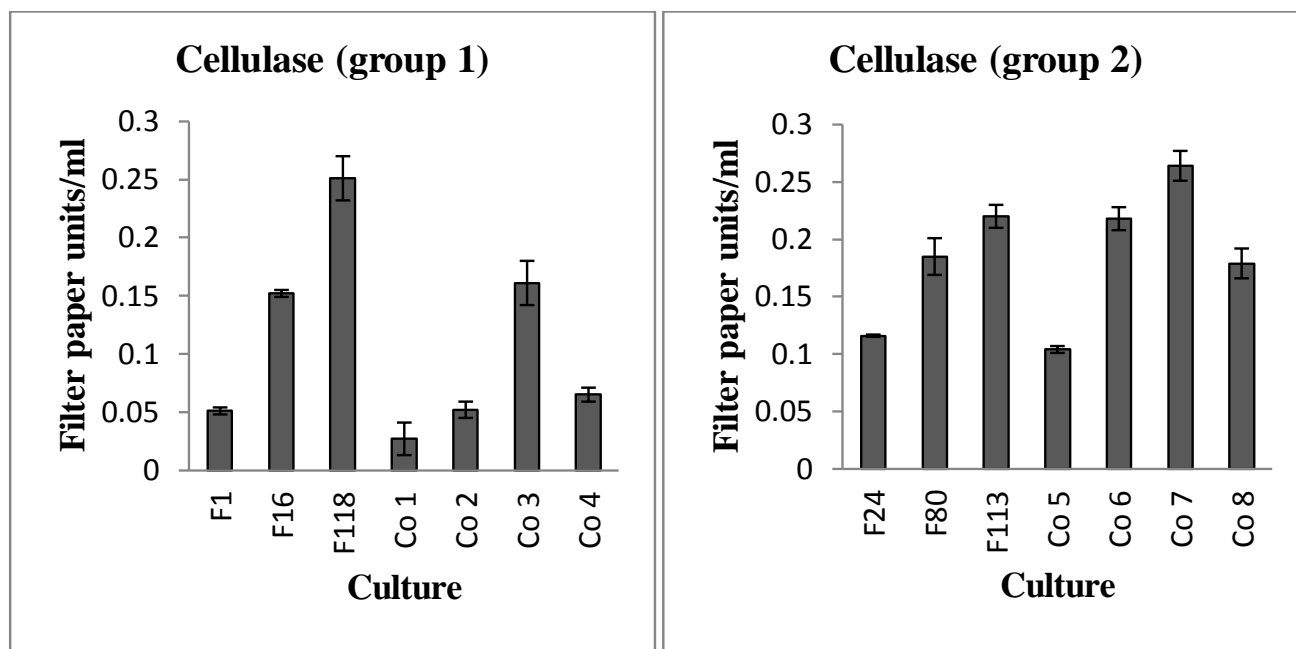 Cellulase (group 1)
Filter paper units/ml
0.3
0.25
0.2
0.15
0.1
0.05
0
F1
F16
F118
Co 1
Co 2
Co 3
Co 4
Culture
Cellulase (group 2)
Filter paper units/ml
0.3
0.25
0.2
0.15
0.1
0.05
0
F24
F80
F113
Co 5
Co 6
Co 7
Co 8
Culture